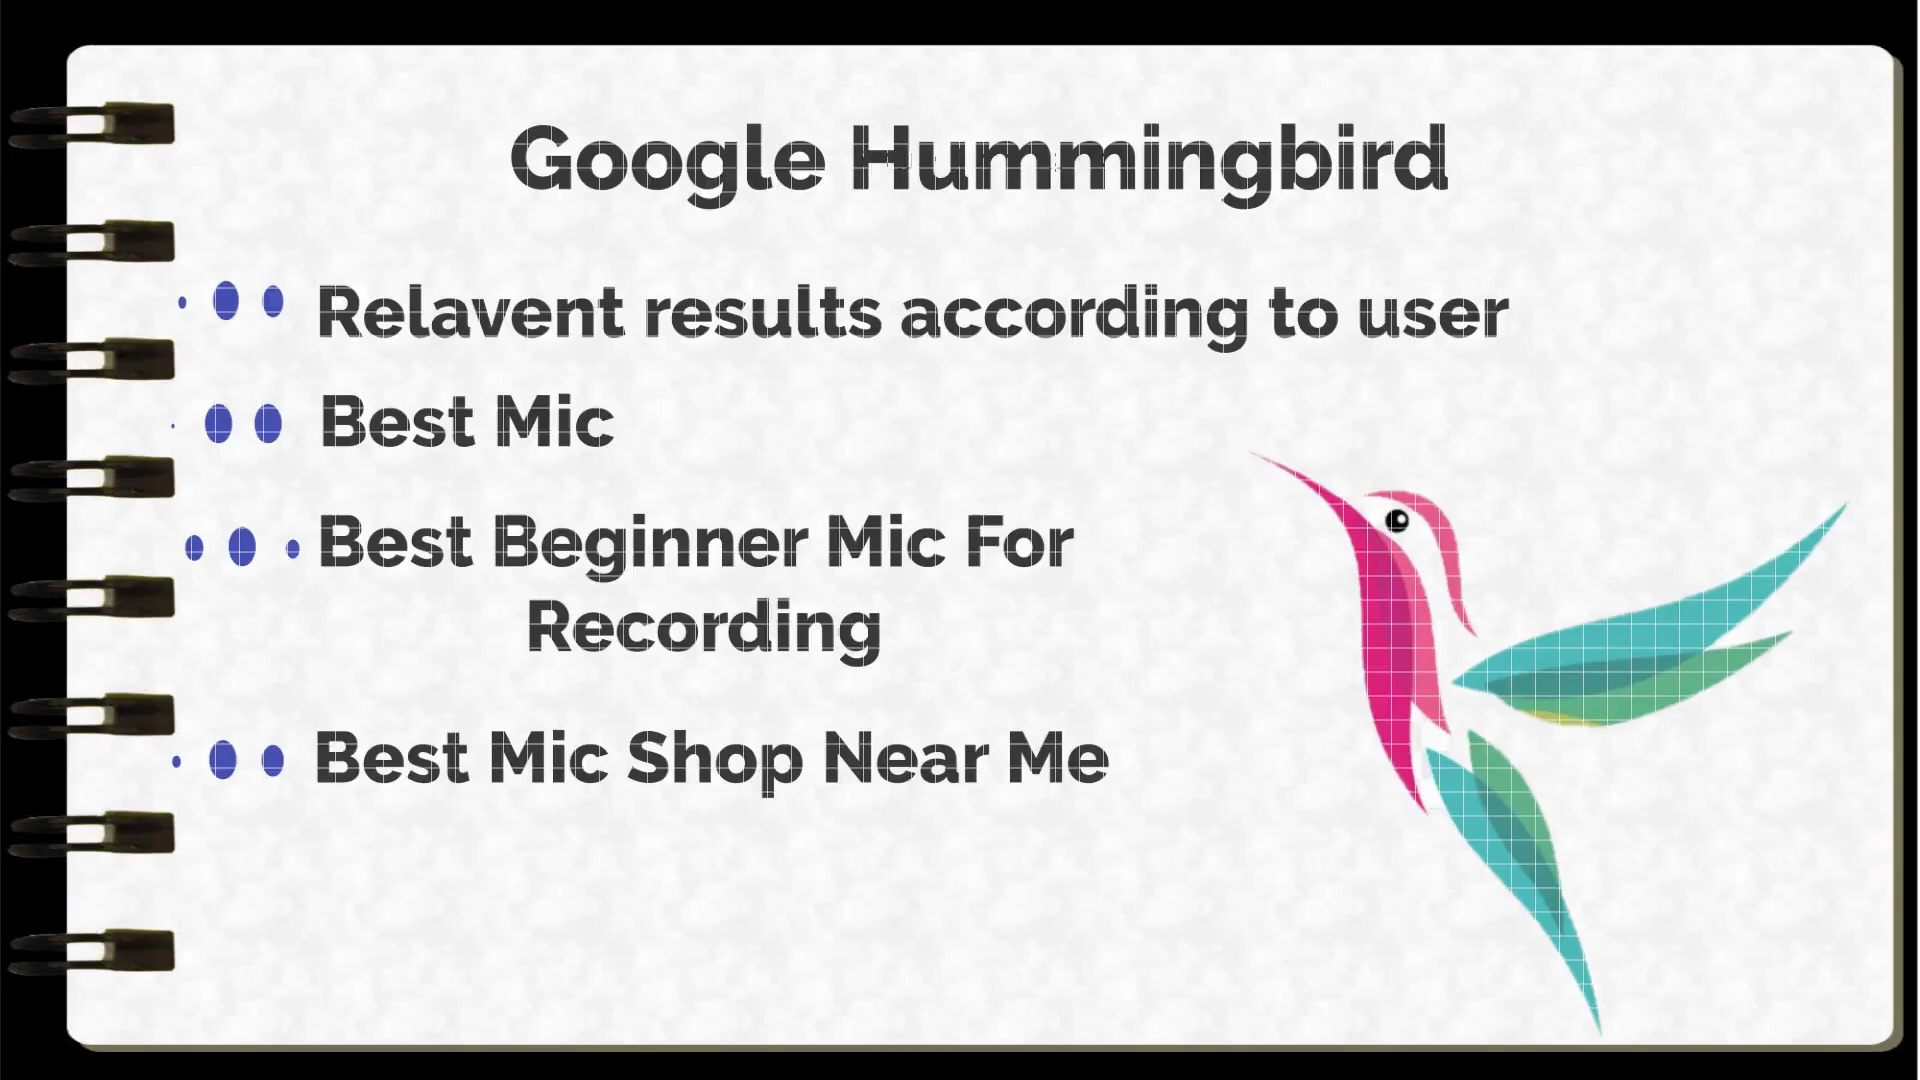 Google Hummingbird
Relavent results according to user
Best Mic
Best Beginner Mic For
Recording
Best Mic Shop Near Me